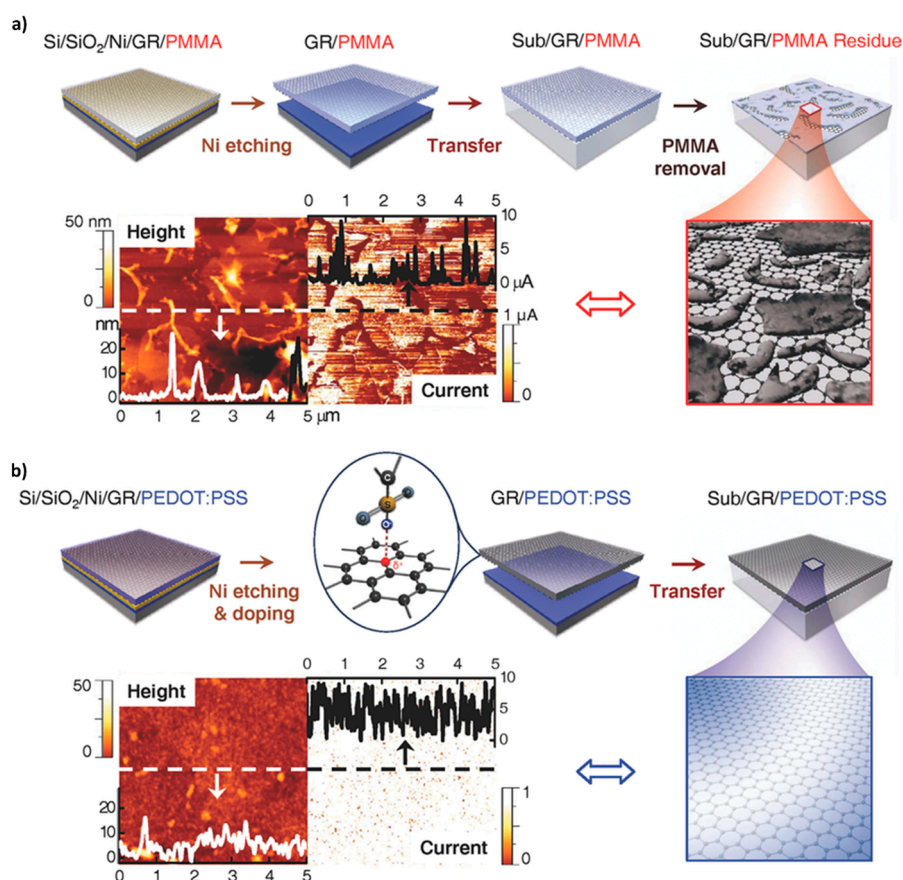 a)
Si/SiO₂/Ni/GR/PMMA
GR/PMMA
Sub/GR/PMMA
Sub/GR/PMMA Residue
Ni etching
Transfer
PMMA
removal
50 nm
0
Height
0 1 2 3 4 5
10
5
0 µA
nm
20
10
0
1 µA
0
Current
0 1 2 3 4 5 µm
b)
Si/SiO₂/Ni/GR/PEDOT:PSS
GR/PEDOT:PSS
Sub/GR/PEDOT:PSS
C
S
O
O
O
δ⁺
Ni etching
& doping
Transfer
50
0
Height
0 1 2 3 4 5
10
5
0
20
10
0
1
0
Current
0 1 2 3 4 5